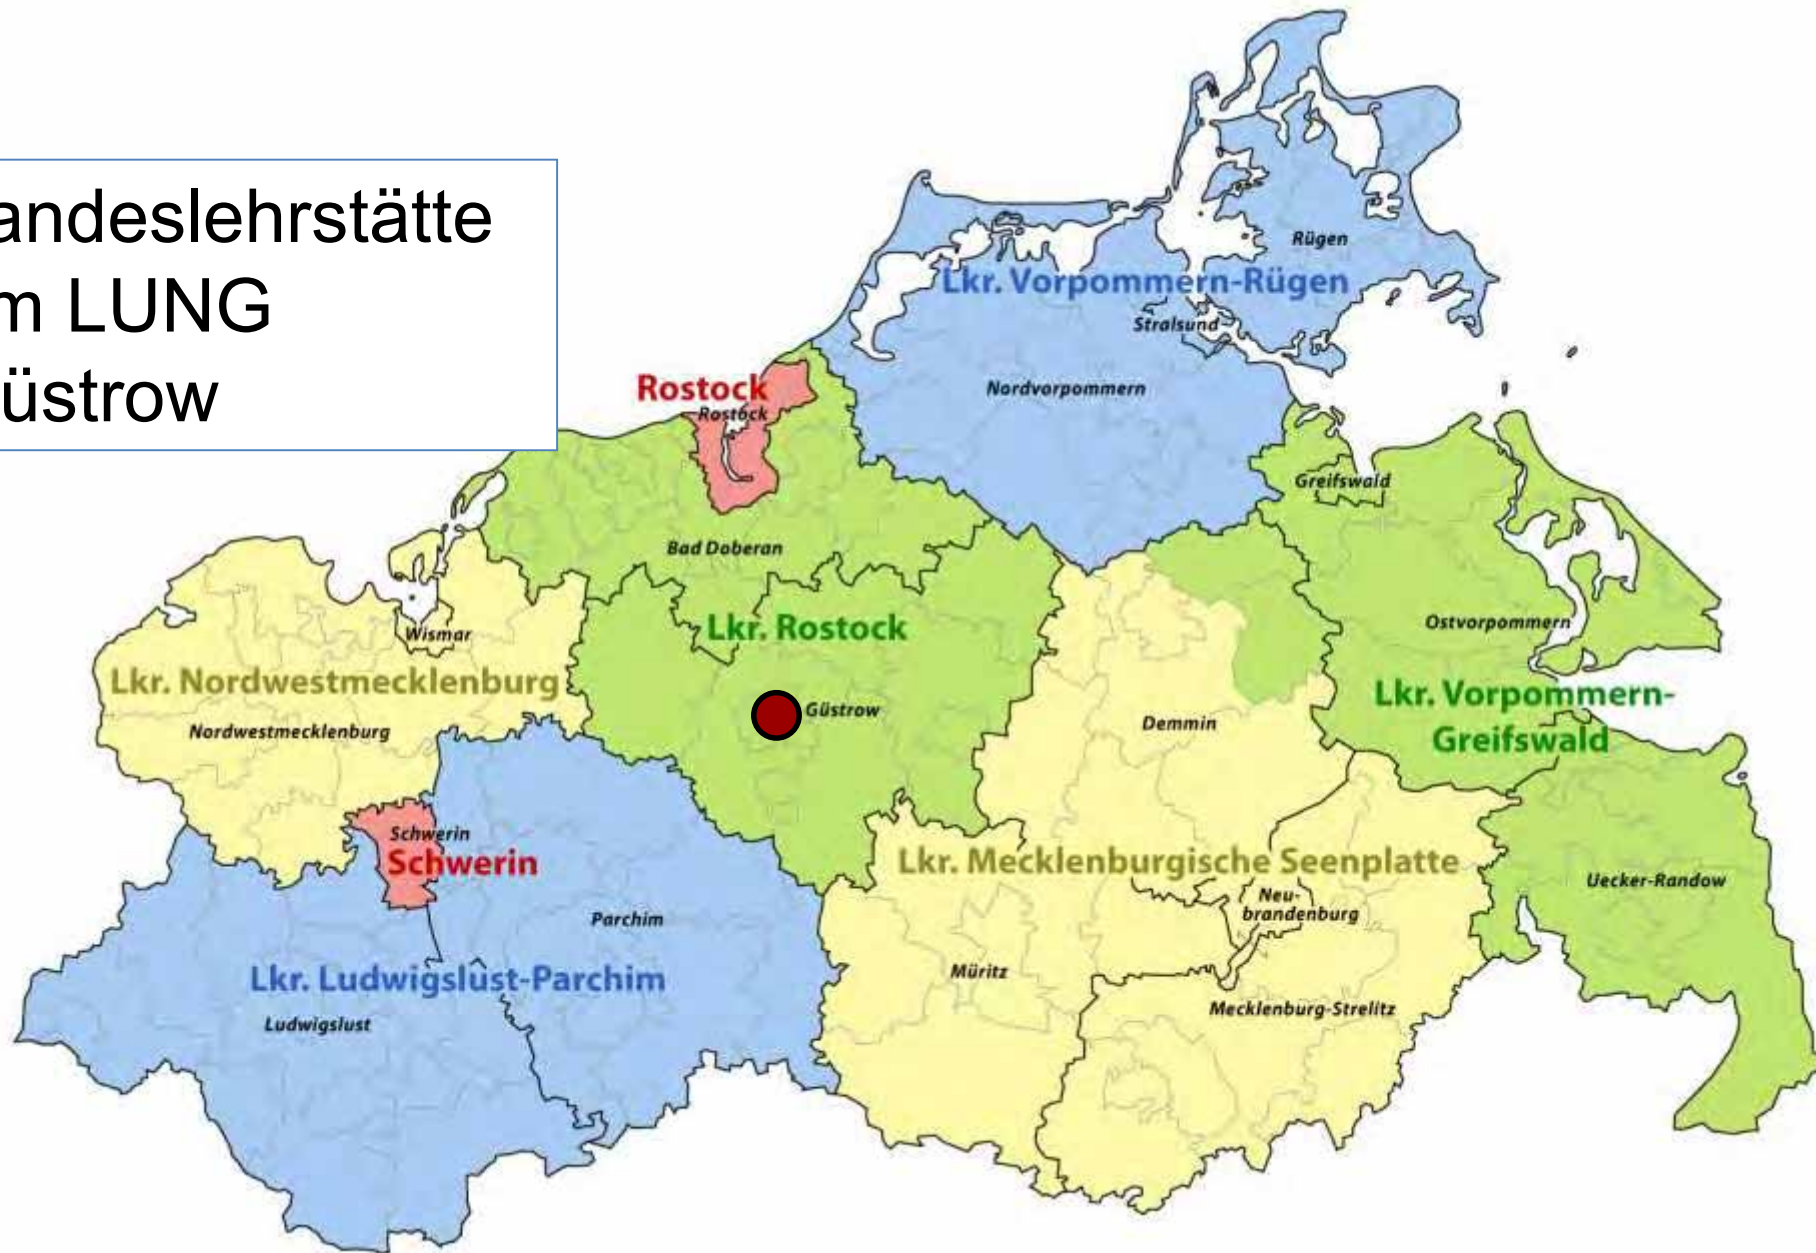 andeslehrstätte
m LUNG
üstrow
Rügen
Lkr. Vorpommern-Rügen
Stralsund
Nordvorpommern
Rostock
Rostock
Greifswald
Bad Doberan
Lkr. Rostock
Ostvorpommern
Wismar
Lkr. Nordwestmecklenburg
Nordwestmecklenburg
Güstrow
Demmin
Lkr. Vorpommern-
Greifswald
Schwerin
Schwerin
Lkr. Mecklenburgische Seenplatte
Uecker-Randow
Neu-
brandenburg
Parchim
Müritz
Lkr. Ludwigslust-Parchim
Ludwigslust
Mecklenburg-Strelitz